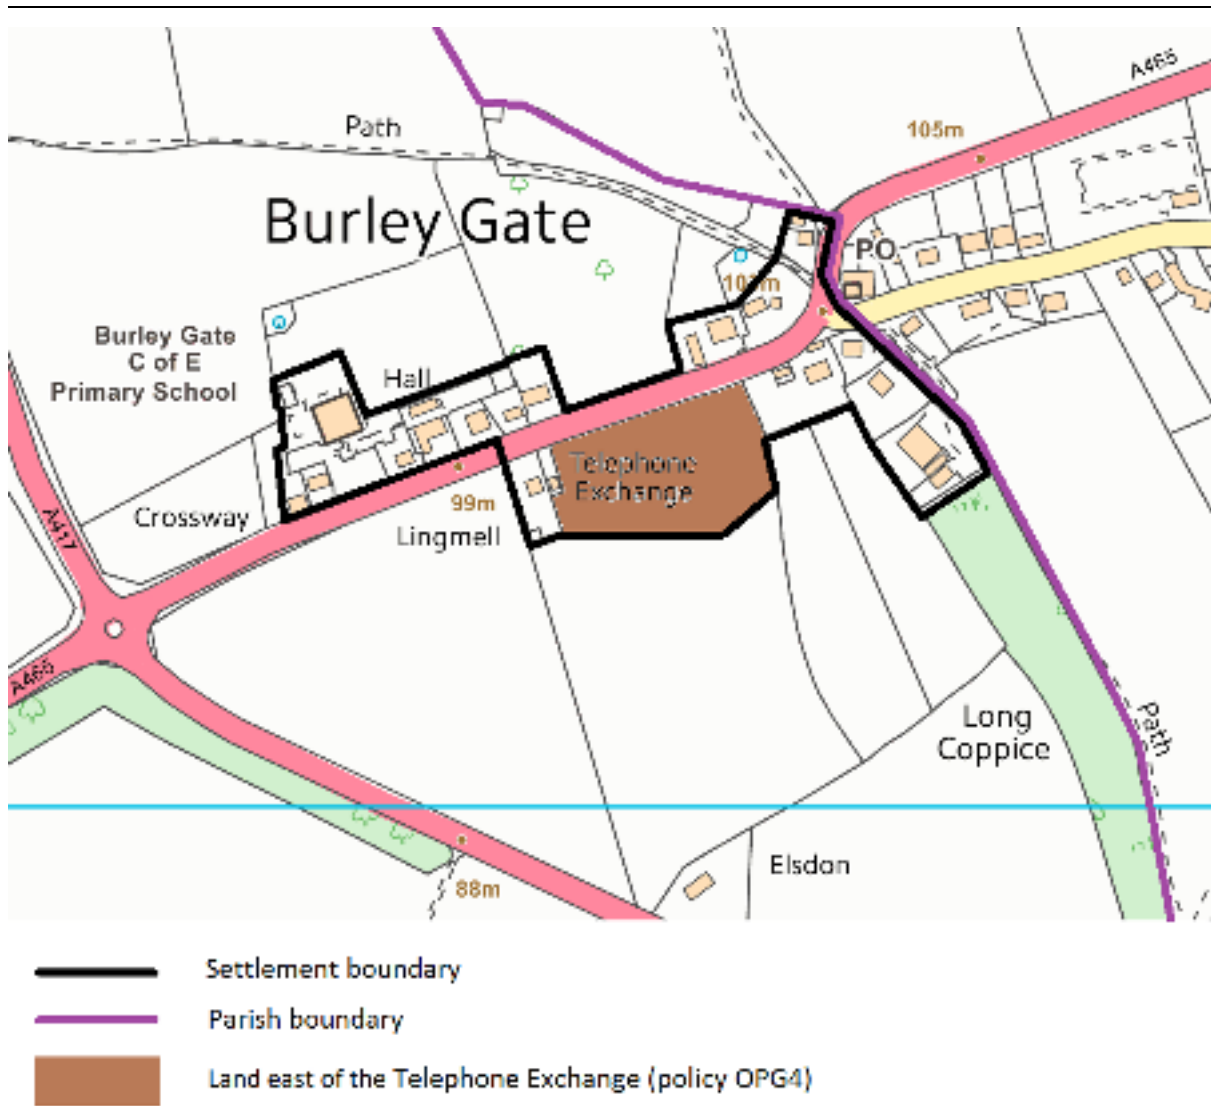 A465
105m
Path
Burley Gate
PO
Burley Gate
C of E
Primary School
Hall
Telephone
Exchange
99m
Crossway
Lingmell
A417
A465
Long
Coppice
Path
Elsdon
88m
Settlement boundary
Parish boundary
Land east of the Telephone Exchange (policy OPG4)